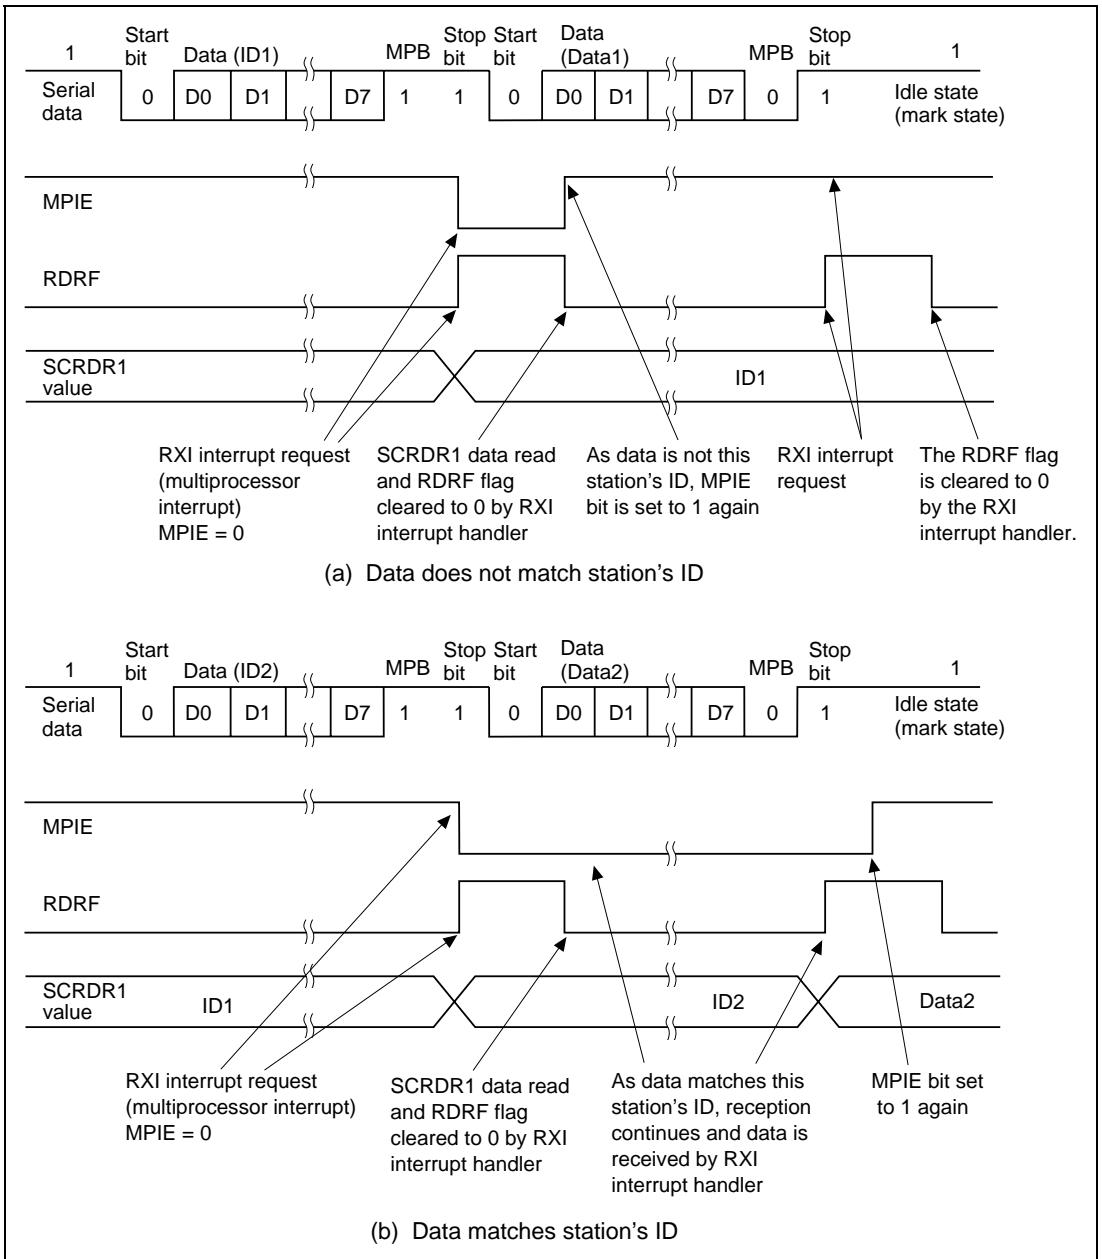 Start
bit
Data (ID1)
MPB
Stop
bit
Start
bit
Data
(Data1)
MPB
Stop
bit
1
1
Serial
data
0
D0
D1
D7
1
1
0
D0
D1
D7
0
1
Idle state
(mark state)
MPIE
RDRF
SCRDR1
value
ID1
RXI interrupt request
(multiprocessor
interrupt)
MPIE = 0
SCRDR1 data read
and RDRF flag
cleared to 0 by RXI
interrupt handler
As data is not this
station's ID, MPIE
bit is set to 1 again
RXI interrupt
request
The RDRF flag
is cleared to 0
by the RXI
interrupt handler.
(a) Data does not match station's ID
Start
bit
Data (ID2)
MPB
Stop
bit
Start
bit
Data
(Data2)
MPB
Stop
bit
1
1
Serial
data
0
D0
D1
D7
1
1
0
D0
D1
D7
0
1
Idle state
(mark state)
MPIE
RDRF
SCRDR1
value
ID1
ID2
Data2
RXI interrupt request
(multiprocessor interrupt)
MPIE = 0
SCRDR1 data read
and RDRF flag
cleared to 0 by RXI
interrupt handler
As data matches this
station's ID, reception
continues and data is
received by RXI
interrupt handler
MPIE bit set
to 1 again
(b) Data matches station's ID